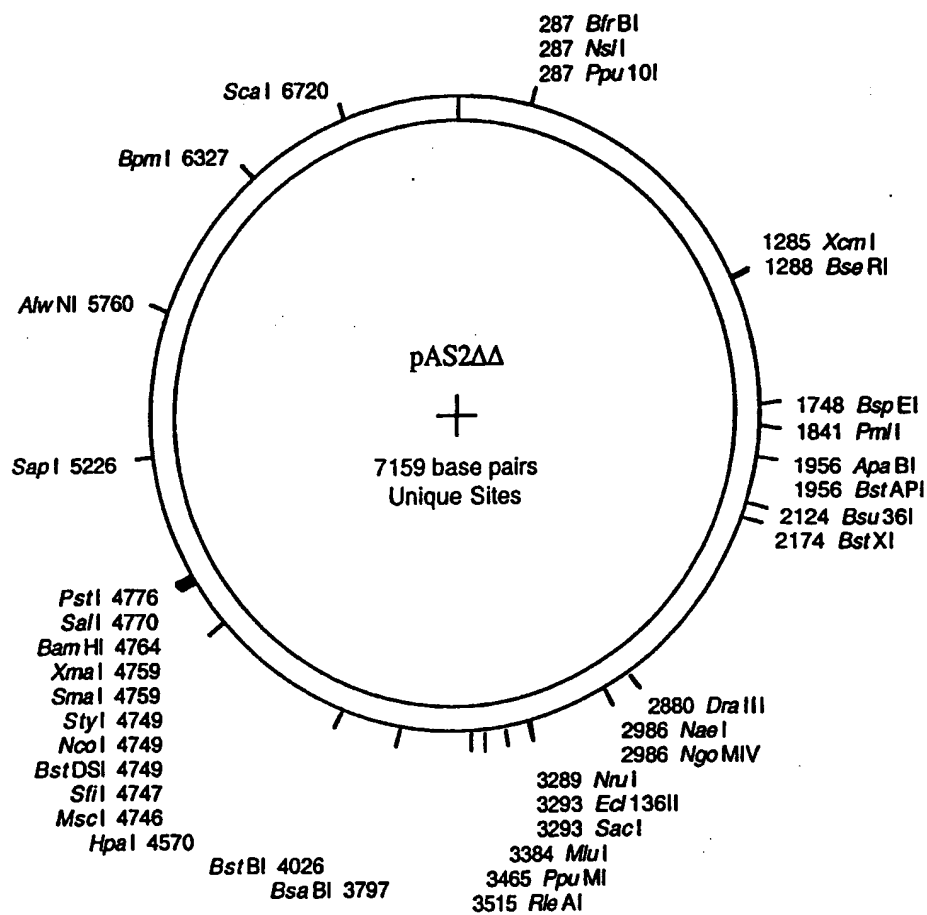 287 BfrBI
287 NsiI
287 Ppu10I
ScaI 6720
BpmI 6327
1285 XcmI
1288 BseRI
AlwNI 5760
pAS2ΔΔ
7159 base pairs
Unique Sites
1748 BspEI
1841 PmlI
1956 ApaBI
1956 BstAPI
2124 Bsu36I
2174 BstXI
SapI 5226
PstI 4776
SalI 4770
BamHI 4764
XmaI 4759
SmaI 4759
StyI 4749
NcoI 4749
BstDSI 4749
SfiI 4747
MscI 4746
HpaI 4570
BstBI 4026
BsaBI 3797
2880 DraIII
2986 NaeI
2986 NgoMIV
3289 NruI
3293 Ecl136II
3293 SacI
3384 MluI
3465 PpuMI
3515 RleAI